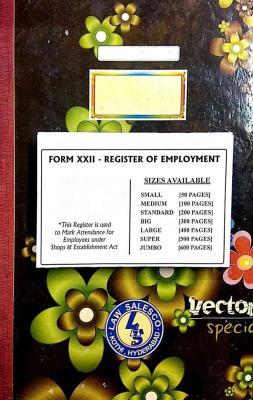 FORM XXII - REGISTER OF EMPLOYMENT
SIZES AVAILABLE
SMALL [50 PAGES]
MEDIUM [100 PAGES]
STANDARD [200 PAGES]
BIG [300 PAGES]
LARGE [400 PAGES]
SUPER [500 PAGES]
JUMBO [600 PAGES]
*This Register is used
to Mark Attendance for
Employees under
Shops & Establishment Act
vector
specia
LAW SALESCO
LS
KOTHI, HYDERABAD